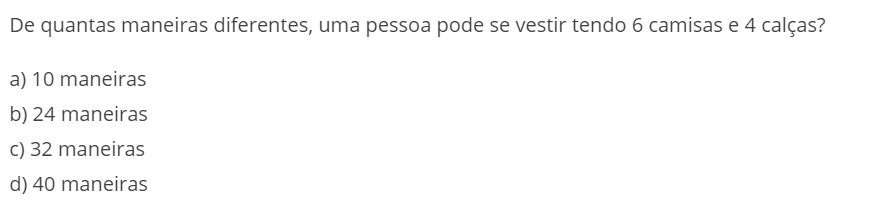 De quantas maneiras diferentes, uma pessoa pode se vestir tendo 6 camisas e 4 calças?
a) 10 maneiras
b) 24 maneiras
c) 32 maneiras
d) 40 maneiras